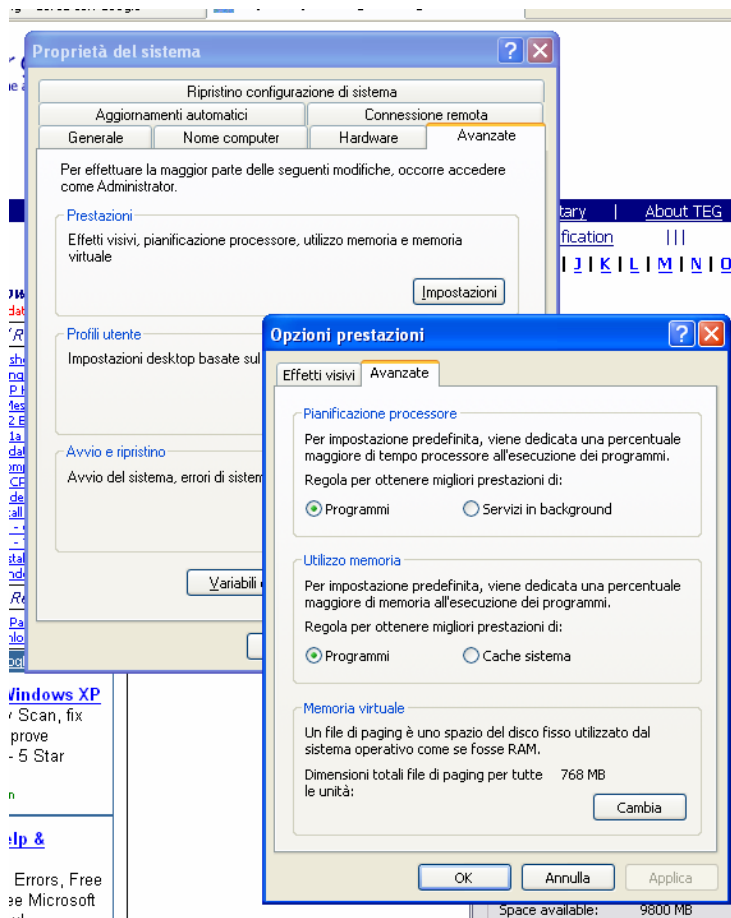 Proprietà del sistema
Ripristino configurazione di sistema
Aggiornamenti automatici
Connessione remota
Generale
Nome computer
Hardware
Avanzate
Per effettuare la maggior parte delle seguenti modifiche, occorre accedere
come Administrator.
Prestazioni
Effetti visivi, pianificazione processore, utilizzo memoria e memoria
virtuale
Impostazioni
Profili utente
Impostazioni desktop basate sul
Avvio e ripristino
Avvio del sistema, errori di sistem
Variabili
About TEG
fication | | |
| J | K | L | M | N | O
Opzioni prestazioni
Effetti visivi
Avanzate
Pianificazione processore
Per impostazione predefinita, viene dedicata una percentuale
maggiore di tempo processore all'esecuzione dei programmi.
Regola per ottenere migliori prestazioni di:
Programmi
Servizi in background
Utilizzo memoria
Per impostazione predefinita, viene dedicata una percentuale
maggiore di memoria all'esecuzione dei programmi.
Regola per ottenere migliori prestazioni di:
Programmi
Cache sistema
Memoria virtuale
Un file di paging è uno spazio del disco fisso utilizzato dal
sistema operativo come se fosse RAM.
Dimensioni totali file di paging per tutte 768 MB
le unità:
Cambia
OK
Annulla
Applica
Windows XP
Scan, fix
prove
- 5 Star
elp &
Errors, Free
ee Microsoft
Space available: 9800 MB